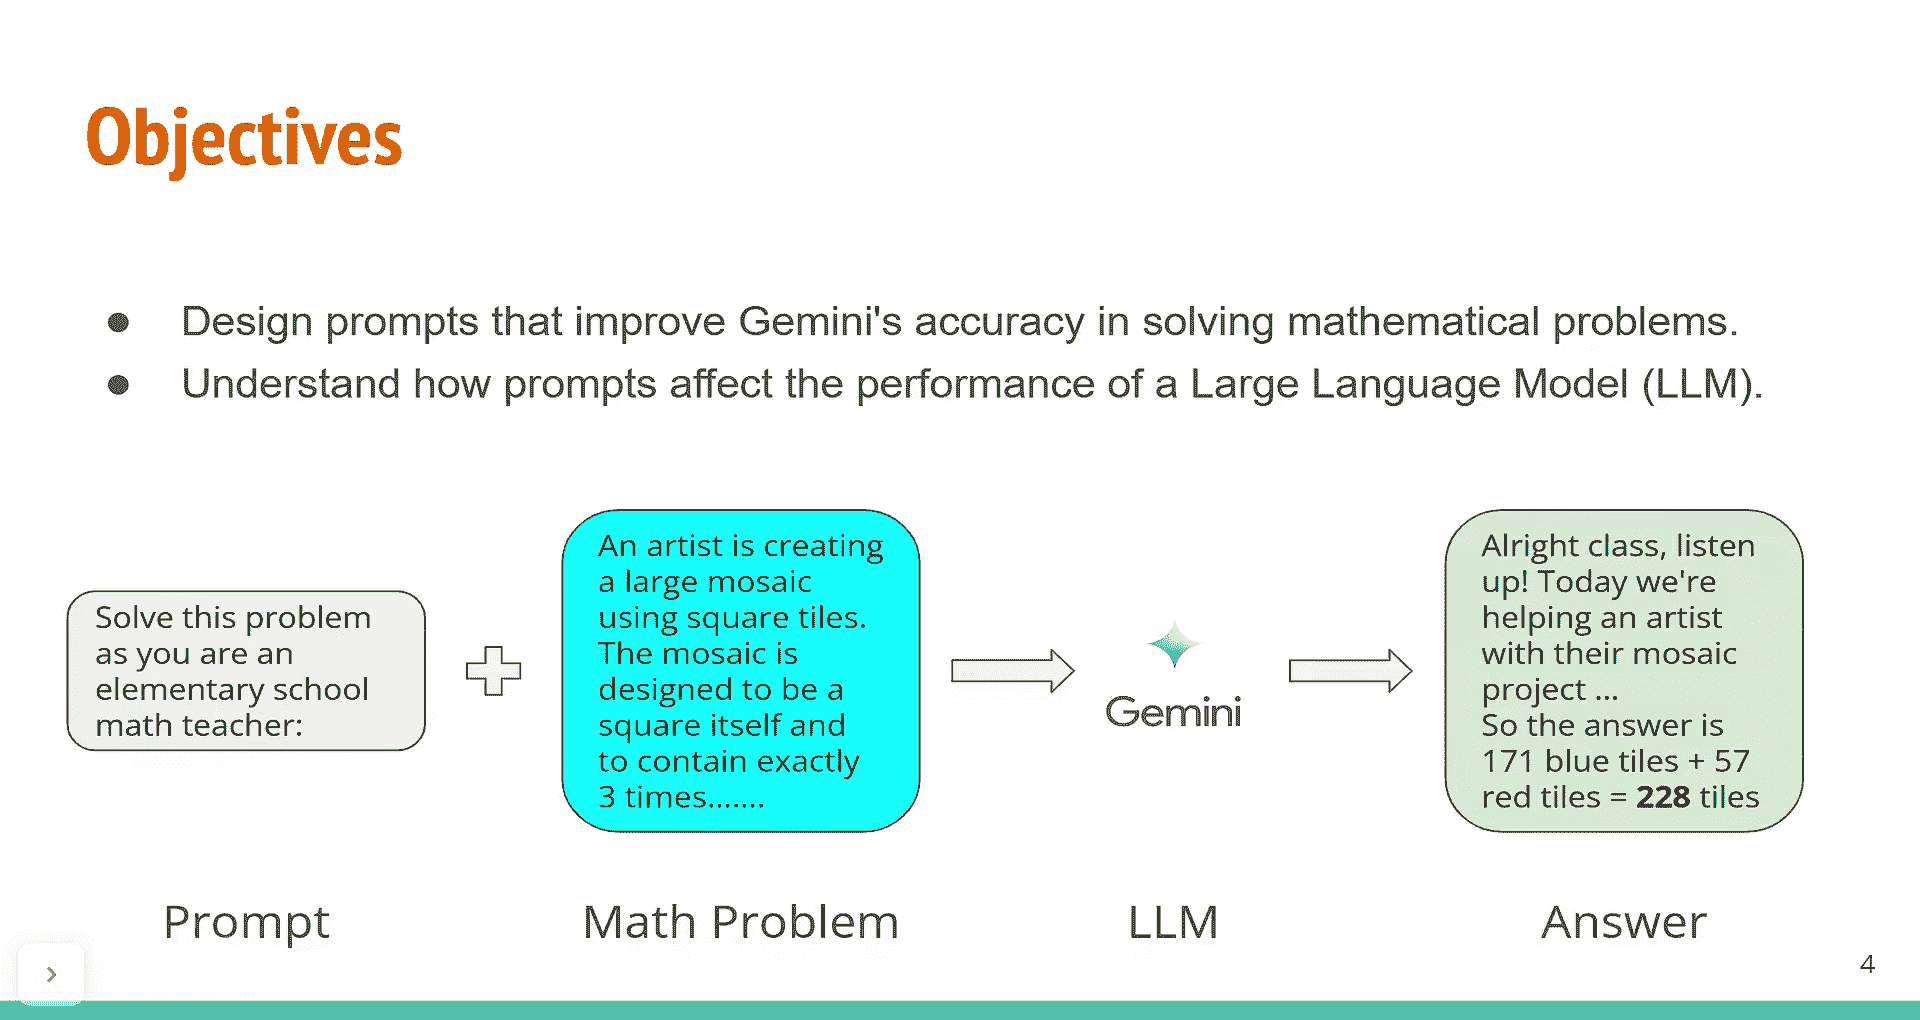 Objectives
● Design prompts that improve Gemini's accuracy in solving mathematical problems.
● Understand how prompts affect the performance of a Large Language Model (LLM).
Solve this problem
as you are an
elementary school
math teacher:
An artist is creating
a large mosaic
using square tiles.
The mosaic is
designed to be a
square itself and
to contain exactly
3 times.......
Gemini
Alright class, listen
up! Today we're
helping an artist
with their mosaic
project ...
So the answer is
171 blue tiles + 57
red tiles = 228 tiles
Prompt
Math Problem
LLM
Answer
4